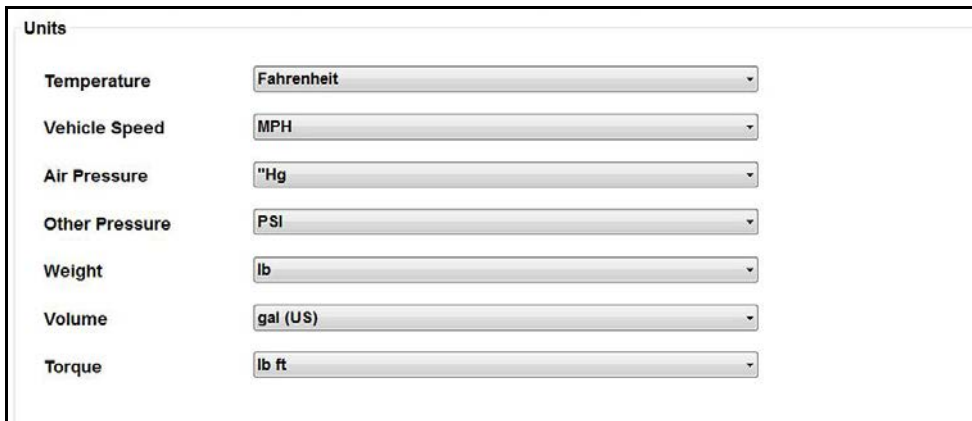 Units
Temperature Fahrenheit
Vehicle Speed MPH
Air Pressure "Hg
Other Pressure PSI
Weight lb
Volume gal (US)
Torque lb ft